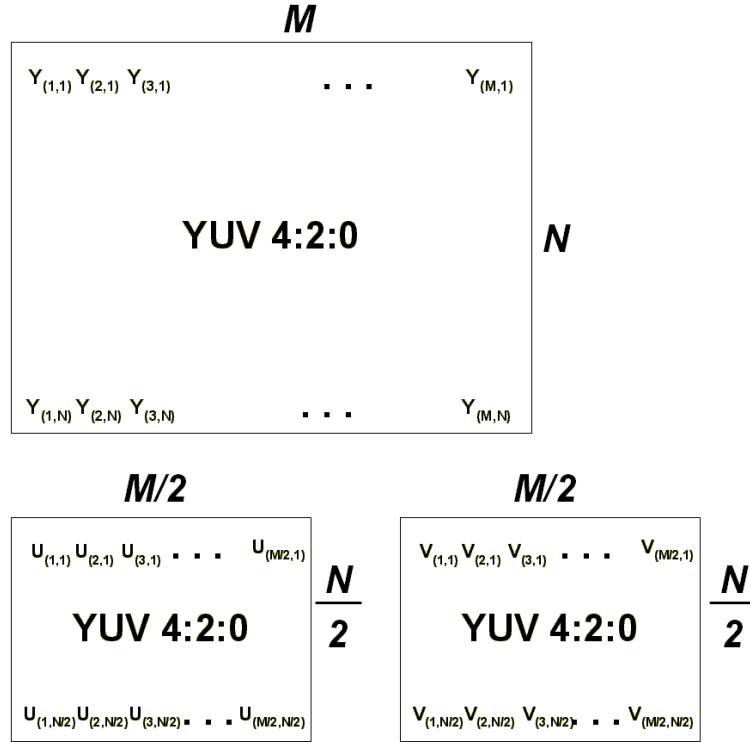 M
Y(1,1) Y(2,1) Y(3,1) . . . Y(M,1)
YUV 4:2:0
N
Y(1,N) Y(2,N) Y(3,N) . . . Y(M,N)
M/2
M/2
U(1,1) U(2,1) U(3,1) . . . U(M/2,1)
V(1,1) V(2,1) V(3,1) . . . V(M/2,1)
YUV 4:2:0
N/2
YUV 4:2:0
N/2
U(1,N/2) U(2,N/2) U(3,N/2) . . . U(M/2,N/2)
V(1,N/2) V(2,N/2) V(3,N/2) . . . V(M/2,N/2)